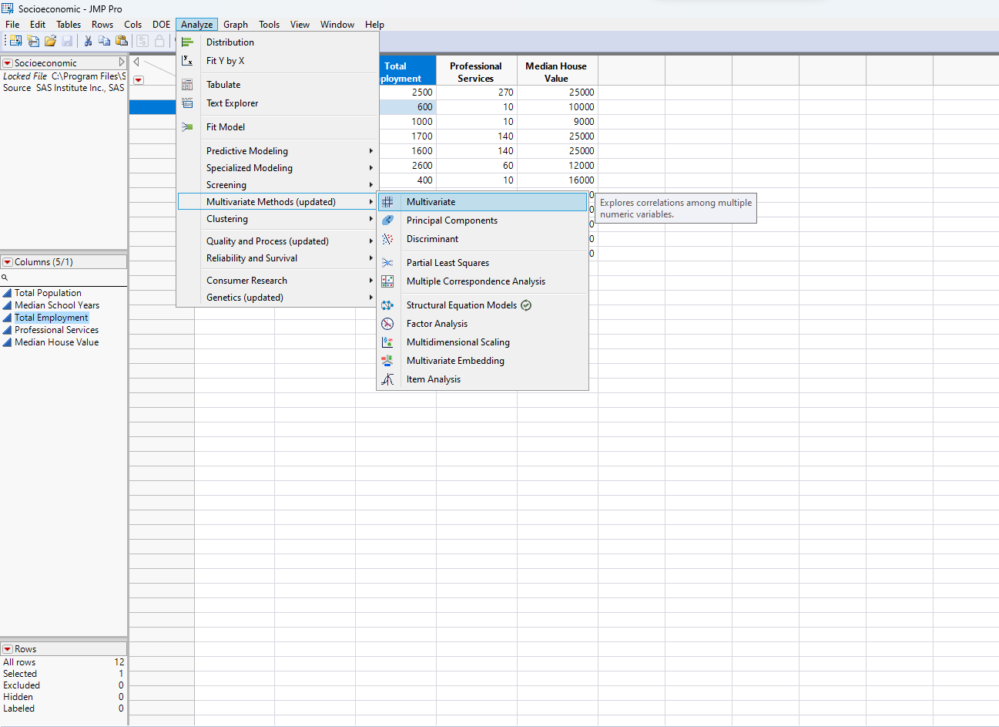 Socioeconomic - JMP Pro
File Edit Tables Rows Cols DOE Analyze Graph Tools View Window Help
Socioeconomic
Locked File C:\Program Files\S
Source SAS Institute Inc., SAS
Distribution
Fit Y by X
Tabulate
Text Explorer
Fit Model
Predictive Modeling
Specialized Modeling
Screening
Multivariate Methods (updated)
Clustering
Quality and Process (updated)
Reliability and Survival
Consumer Research
Genetics (updated)
Multivariate
Principal Components
Discriminant
Partial Least Squares
Multiple Correspondence Analysis
Structural Equation Models
Factor Analysis
Multidimensional Scaling
Multivariate Embedding
Item Analysis
Explores correlations among multiple
numeric variables.
Total Professional Median House
ployment Services Value
2500 270 25000
600 10 10000
1000 10 9000
1700 140 25000
1600 140 25000
2600 60 12000
400 10 16000
0
0
0
0
0
Columns (5/1)
Total Population
Median School Years
Total Employment
Professional Services
Median House Value
Rows
All rows 12
Selected 1
Excluded 0
Hidden 0
Labeled 0